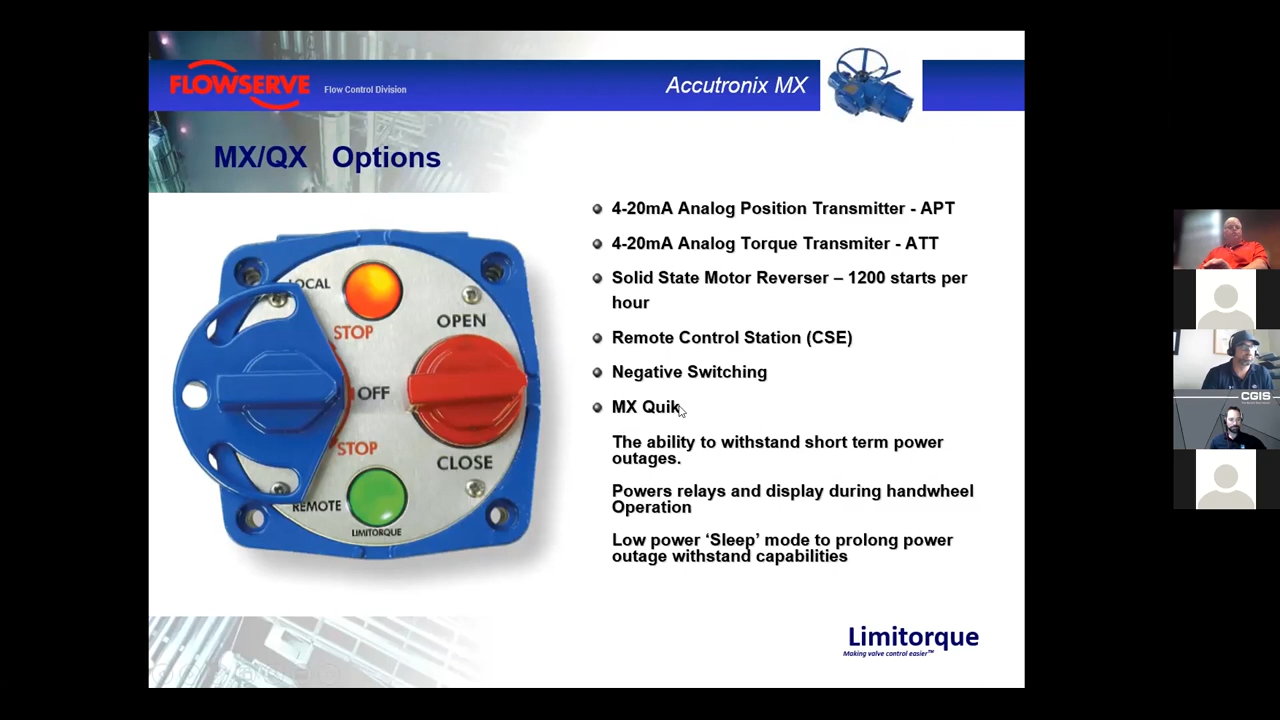 FLOWSERVE
Flow Control Division
Accutronix MX
MX/QX Options
4-20mA Analog Position Transmitter - APT
4-20mA Analog Torque Transmiter - ATT
Solid State Motor Reverser – 1200 starts per
hour
Remote Control Station (CSE)
Negative Switching
MX Quik
The ability to withstand short term power
outages.
Powers relays and display during handwheel
Operation
Low power ‘Sleep’ mode to prolong power
outage withstand capabilities
LOCAL
STOP
OPEN
OFF
STOP
CLOSE
REMOTE
LIMITORQUE
Limitorque
Making valve control easier™
CGIS